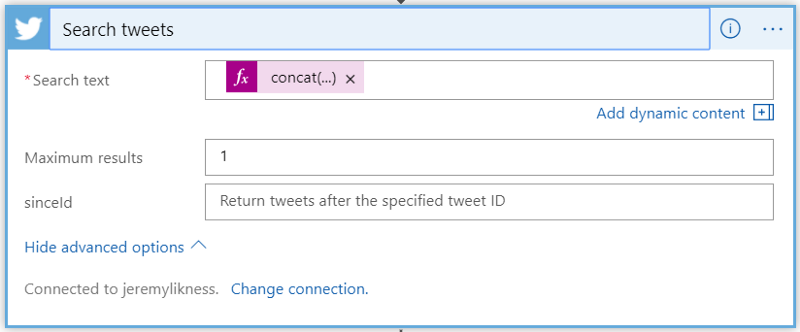 Search tweets
*Search text
fx concat(...) ×
Add dynamic content
Maximum results
1
sinceId
Return tweets after the specified tweet ID
Hide advanced options
Connected to jeremylikness. Change connection.